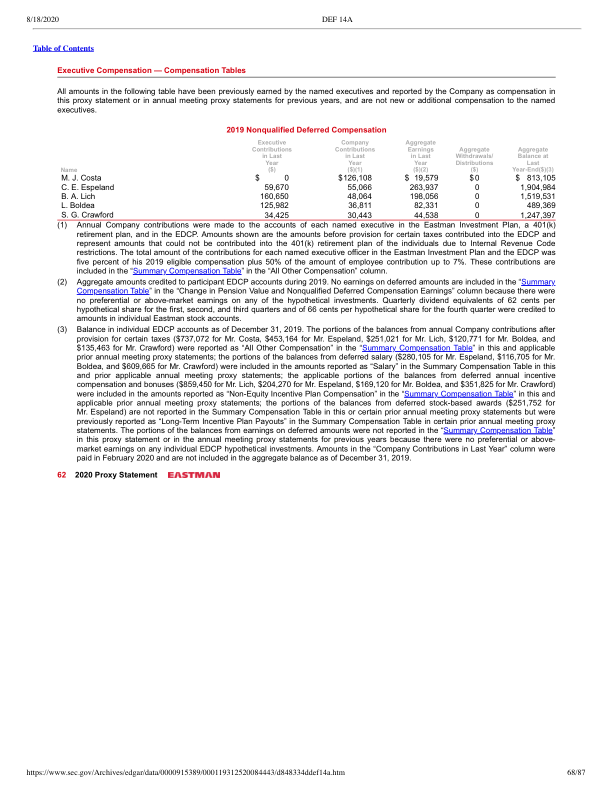 8/18/2020 DEF 14A
Table of Contents
Executive Compensation — Compensation Tables
All amounts in the following table have been previously earned by the named executives and reported by the Company as compensation in
this proxy statement or in annual meeting proxy statements for previous years, and are not new or additional compensation to the named
executives.
2019 Nonqualified Deferred Compensation
Name Executive Contributions in Last Year ($) Company Contributions in Last Year ($)(1) Aggregate Earnings in Last Year ($)(2) Aggregate Withdrawals/ Distributions ($) Aggregate Balance at Last Year-End($)(3)
M. J. Costa $ 0 $126,108 $ 19,579 $0 $ 813,105
C. E. Espeland 59,670 55,066 263,937 0 1,904,984
B. A. Lich 160,650 48,064 198,056 0 1,519,531
L. Boldea 125,982 36,811 82,331 0 489,369
S. G. Crawford 34,425 30,443 44,538 0 1,247,397
(1) Annual Company contributions were made to the accounts of each named executive in the Eastman Investment Plan, a 401(k)
retirement plan, and in the EDCP. Amounts shown are the amounts before provision for certain taxes contributed into the EDCP and
represent amounts that could not be contributed into the 401(k) retirement plan of the individuals due to Internal Revenue Code
restrictions. The total amount of the contributions for each named executive officer in the Eastman Investment Plan and the EDCP was
five percent of his 2019 eligible compensation plus 50% of the amount of employee contribution up to 7%. These contributions are
included in the “Summary Compensation Table” in the “All Other Compensation” column.
(2) Aggregate amounts credited to participant EDCP accounts during 2019. No earnings on deferred amounts are included in the “Summary
Compensation Table” in the “Change in Pension Value and Nonqualified Deferred Compensation Earnings” column because there were
no preferential or above-market earnings on any of the hypothetical investments. Quarterly dividend equivalents of 62 cents per
hypothetical share for the first, second, and third quarters and of 66 cents per hypothetical share for the fourth quarter were credited to
amounts in individual Eastman stock accounts.
(3) Balance in individual EDCP accounts as of December 31, 2019. The portions of the balances from annual Company contributions after
provision for certain taxes ($737,072 for Mr. Costa, $453,164 for Mr. Espeland, $251,021 for Mr. Lich, $120,771 for Mr. Boldea, and
$135,463 for Mr. Crawford) were reported as “All Other Compensation” in the “Summary Compensation Table” in this and applicable
prior annual meeting proxy statements; the portions of the balances from deferred salary ($280,105 for Mr. Espeland, $116,705 for Mr.
Boldea, and $609,665 for Mr. Crawford) were included in the amounts reported as “Salary” in the Summary Compensation Table in this
and prior applicable annual meeting proxy statements; the applicable portions of the balances from deferred annual incentive
compensation and bonuses ($859,450 for Mr. Lich, $204,270 for Mr. Espeland, $169,120 for Mr. Boldea, and $351,825 for Mr. Crawford)
were included in the amounts reported as “Non-Equity Incentive Plan Compensation” in the “Summary Compensation Table” in this and
applicable prior annual meeting proxy statements; the portions of the balances from deferred stock-based awards ($251,752 for
Mr. Espeland) are not reported in the Summary Compensation Table in this or certain prior annual meeting proxy statements but were
previously reported as “Long-Term Incentive Plan Payouts” in the Summary Compensation Table in certain prior annual meeting proxy
statements. The portions of the balances from earnings on deferred amounts were not reported in the “Summary Compensation Table”
in this proxy statement or in the annual meeting proxy statements for previous years because there were no preferential or above-
market earnings on any individual EDCP hypothetical investments. Amounts in the “Company Contributions in Last Year” column were
paid in February 2020 and are not included in the aggregate balance as of December 31, 2019.
62 2020 Proxy Statement EASTMAN
https://www.sec.gov/Archives/edgar/data/0000915389/000119312520084443/d848334ddef14a.htm 68/87